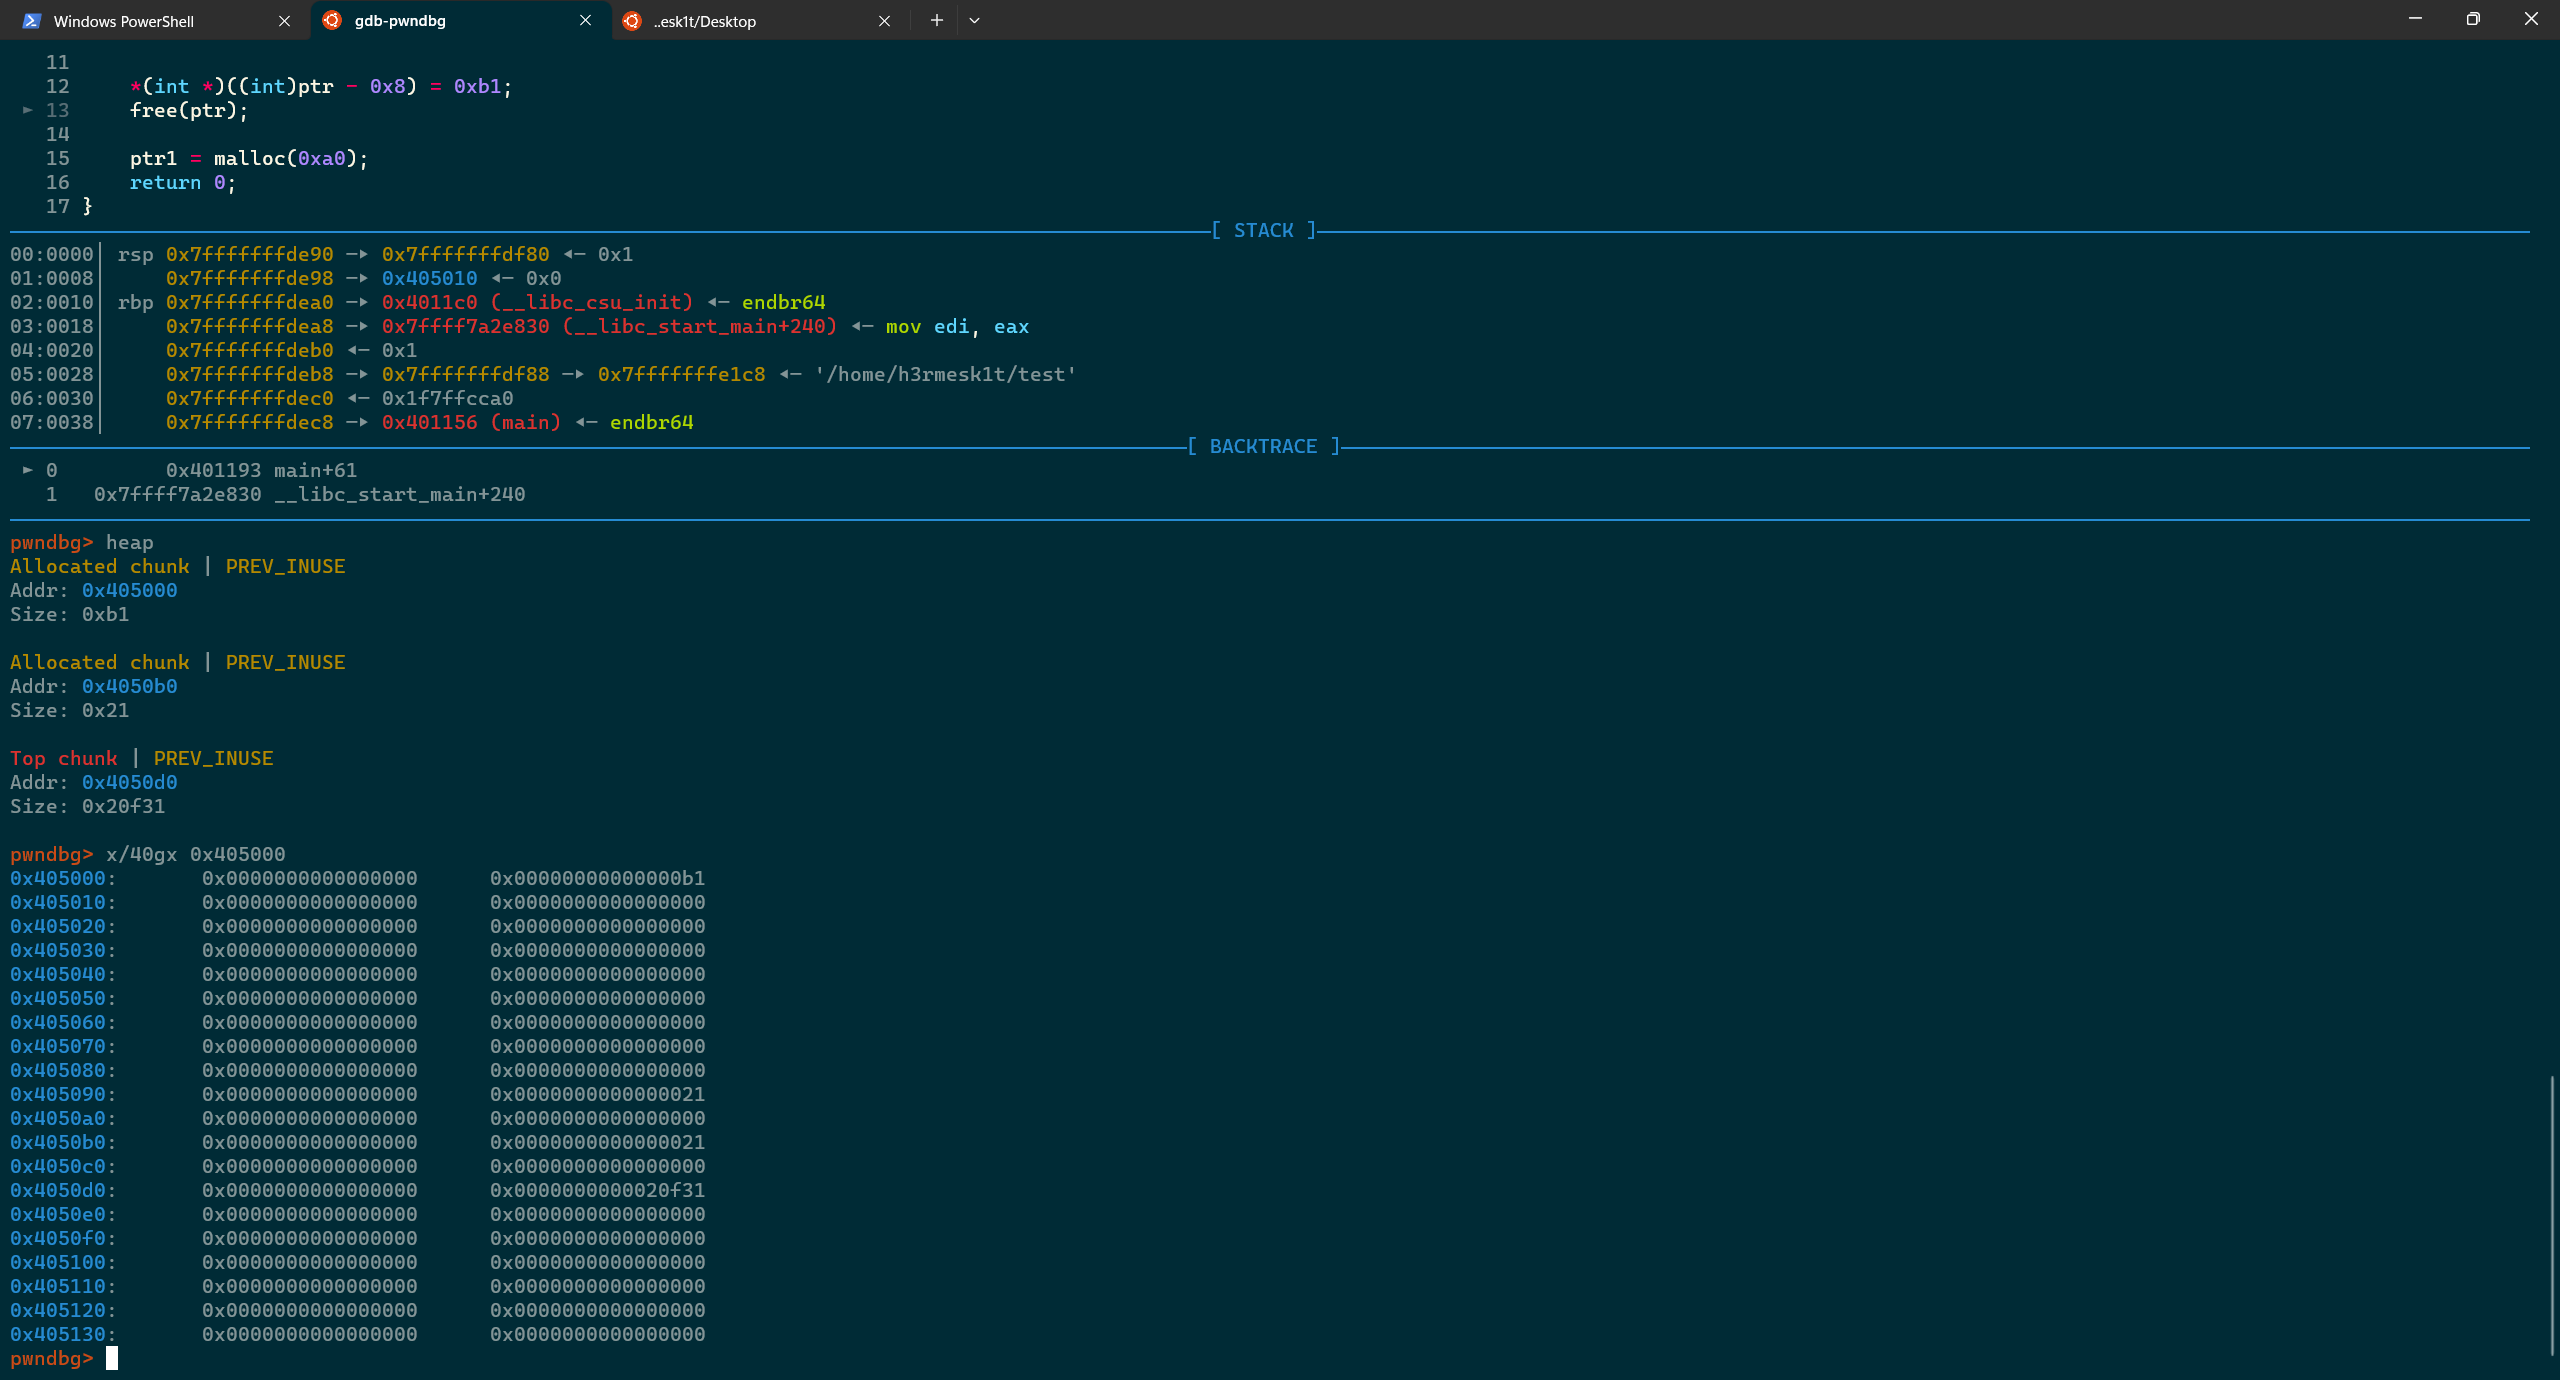 Windows PowerShell
gdb-pwndbg
..esk1t/Desktop
11
12 *(int *)((int)ptr - 0x8) = 0xb1;
► 13 free(ptr);
14
15 ptr1 = malloc(0xa0);
16 return 0;
17 }
[ STACK ]
00:0000│ rsp 0x7fffffffde90 —▸ 0x7fffffffdf80 ◂— 0x1
01:0008│ 0x7fffffffde98 —▸ 0x405010 ◂— 0x0
02:0010│ rbp 0x7fffffffdea0 —▸ 0x4011c0 (__libc_csu_init) ◂— endbr64
03:0018│ 0x7fffffffdea8 —▸ 0x7ffff7a2e830 (__libc_start_main+240) ◂— mov edi, eax
04:0020│ 0x7fffffffdeb0 ◂— 0x1
05:0028│ 0x7fffffffdeb8 —▸ 0x7fffffffdf88 —▸ 0x7fffffffe1c8 ◂— '/home/h3rmesk1t/test'
06:0030│ 0x7fffffffdec0 ◂— 0x1f7ffcca0
07:0038│ 0x7fffffffdec8 —▸ 0x401156 (main) ◂— endbr64
[ BACKTRACE ]
► 0 0x401193 main+61
1 0x7ffff7a2e830 __libc_start_main+240
pwndbg> heap
Allocated chunk | PREV_INUSE
Addr: 0x405000
Size: 0xb1
Allocated chunk | PREV_INUSE
Addr: 0x4050b0
Size: 0x21
Top chunk | PREV_INUSE
Addr: 0x4050d0
Size: 0x20f31
pwndbg> x/40gx 0x405000
0x405000: 0x0000000000000000 0x00000000000000b1
0x405010: 0x0000000000000000 0x0000000000000000
0x405020: 0x0000000000000000 0x0000000000000000
0x405030: 0x0000000000000000 0x0000000000000000
0x405040: 0x0000000000000000 0x0000000000000000
0x405050: 0x0000000000000000 0x0000000000000000
0x405060: 0x0000000000000000 0x0000000000000000
0x405070: 0x0000000000000000 0x0000000000000000
0x405080: 0x0000000000000000 0x0000000000000000
0x405090: 0x0000000000000000 0x0000000000000021
0x4050a0: 0x0000000000000000 0x0000000000000000
0x4050b0: 0x0000000000000000 0x0000000000000021
0x4050c0: 0x0000000000000000 0x0000000000000000
0x4050d0: 0x0000000000000000 0x0000000000020f31
0x4050e0: 0x0000000000000000 0x0000000000000000
0x4050f0: 0x0000000000000000 0x0000000000000000
0x405100: 0x0000000000000000 0x0000000000000000
0x405110: 0x0000000000000000 0x0000000000000000
0x405120: 0x0000000000000000 0x0000000000000000
0x405130: 0x0000000000000000 0x0000000000000000
pwndbg>